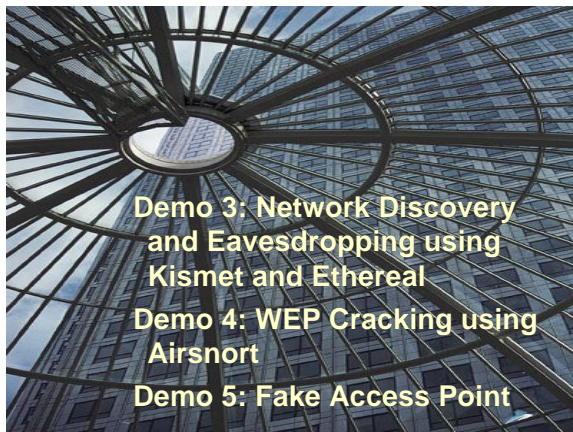 Demo 3: Network Discovery
and Eavesdropping using
Kismet and Ethereal
Demo 4: WEP Cracking using
Airsnort
Demo 5: Fake Access Point